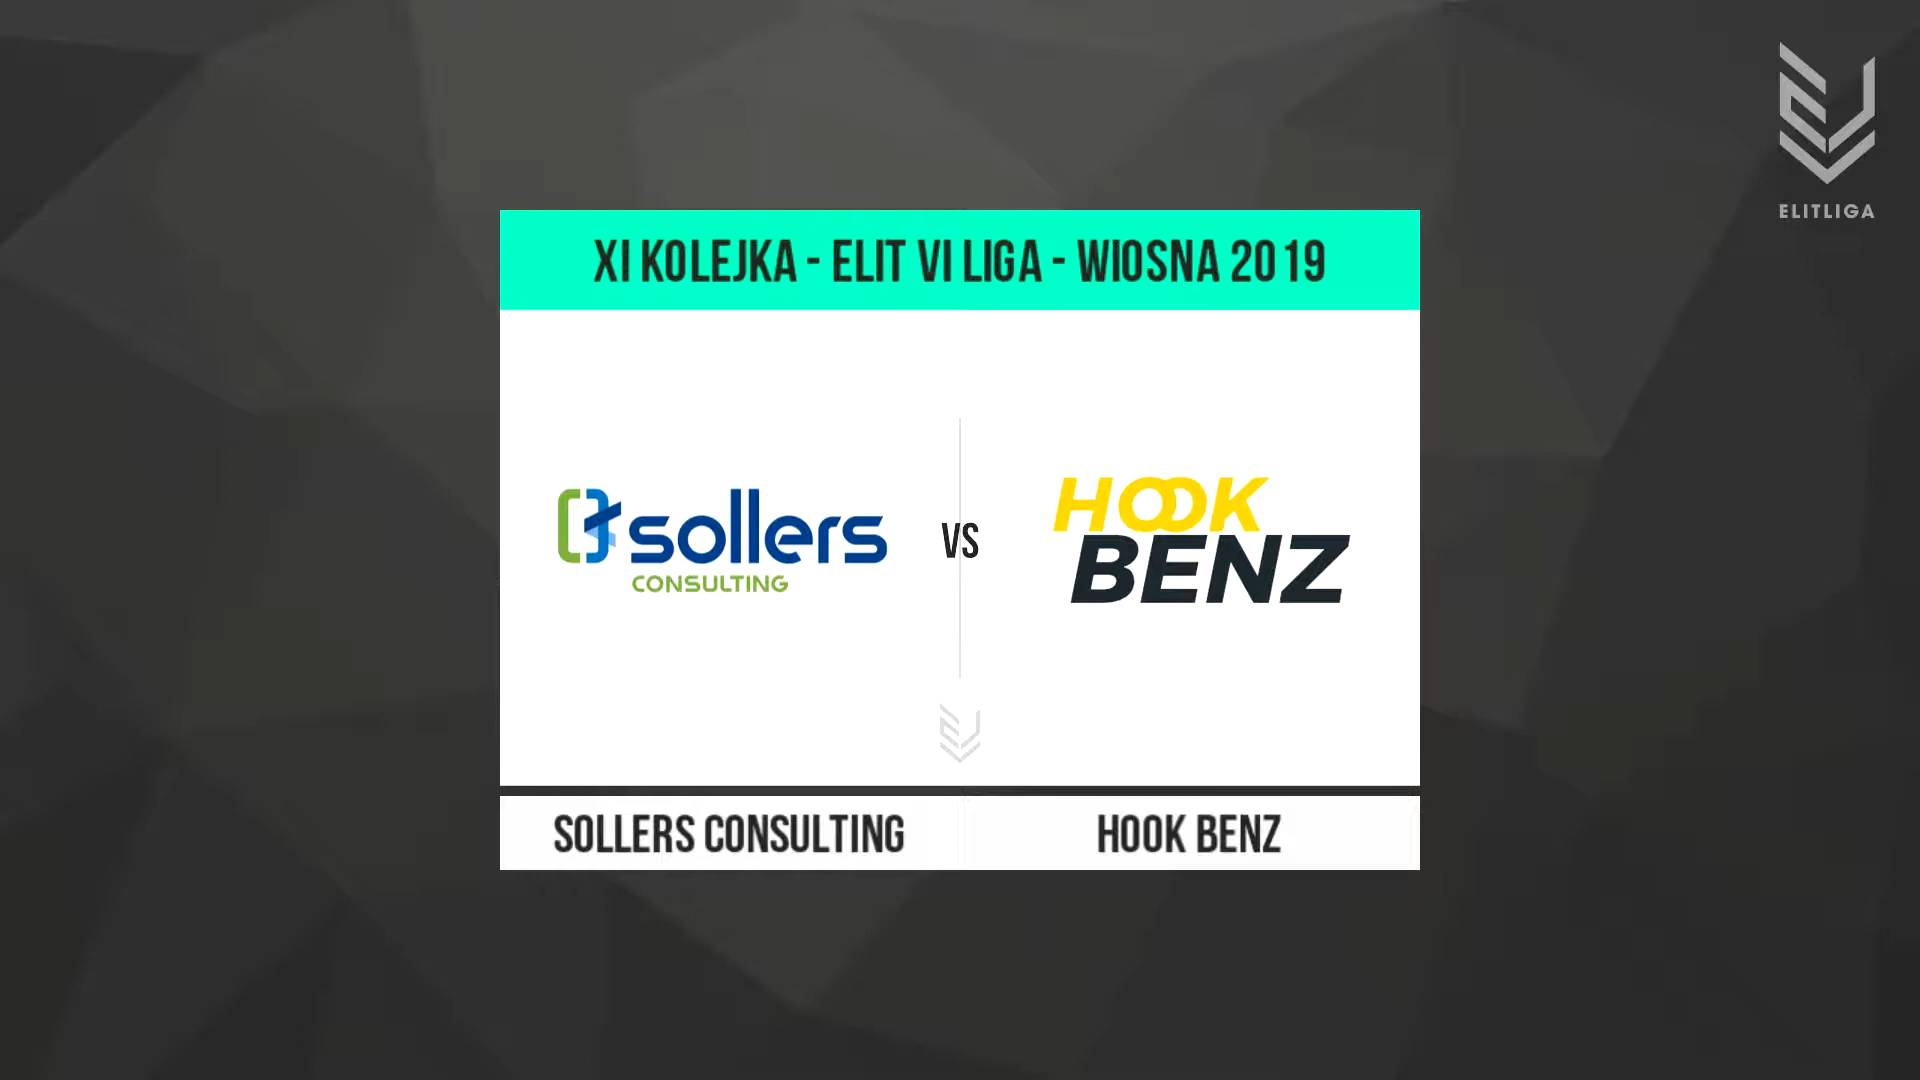 ELITLIGA
XI KOLEJKA - ELIT VI LIGA - WIOSNA 2019
sollers
CONSULTING
VS
HOOK
BENZ
SOLLERS CONSULTING
HOOK BENZ